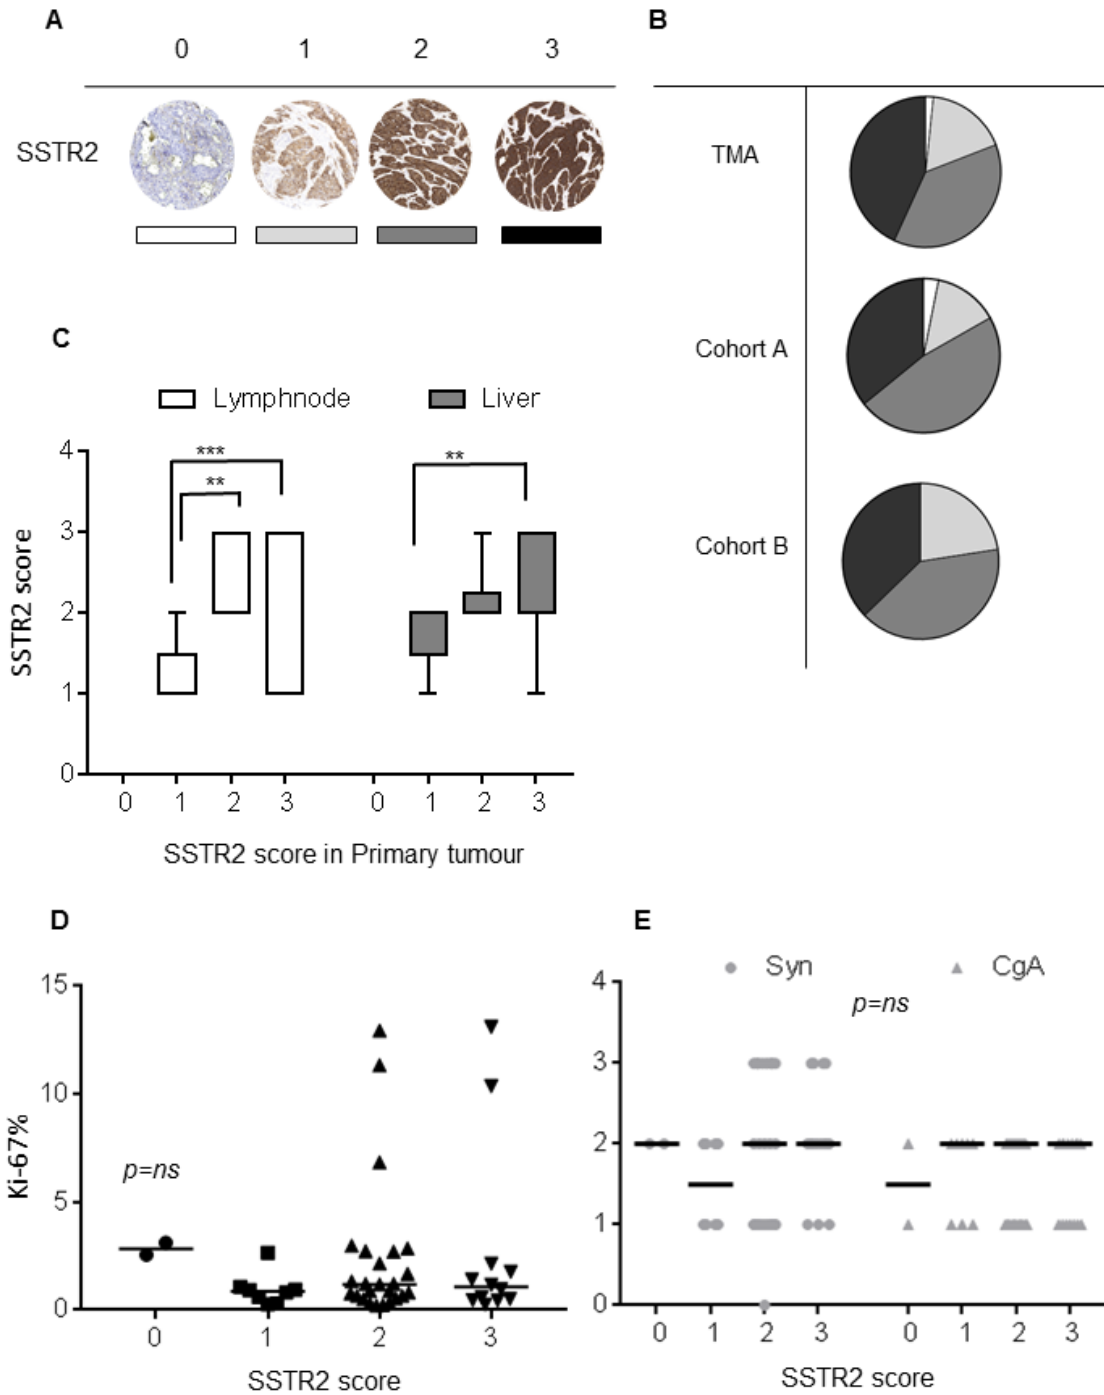 A
0 1 2 3
SSTR2
B
TMA
Cohort A
Cohort B
C
Lymphnode Liver
SSTR2 score
4
3
2
1
0
*** ** **
0 1 2 3 0 1 2 3
SSTR2 score in Primary tumour
D
Ki-67%
15
10
5
0
p=ns
0 1 2 3
SSTR2 score
E
Syn CgA
4
3
2
1
0
p=ns
0 1 2 3 0 1 2 3
SSTR2 score